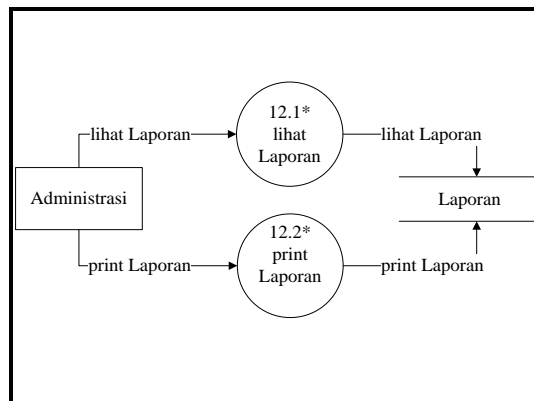 12.1*
lihat
Laporan
lihat Laporan
lihat Laporan
Administrasi
Laporan
12.2*
print
Laporan
print Laporan
print Laporan